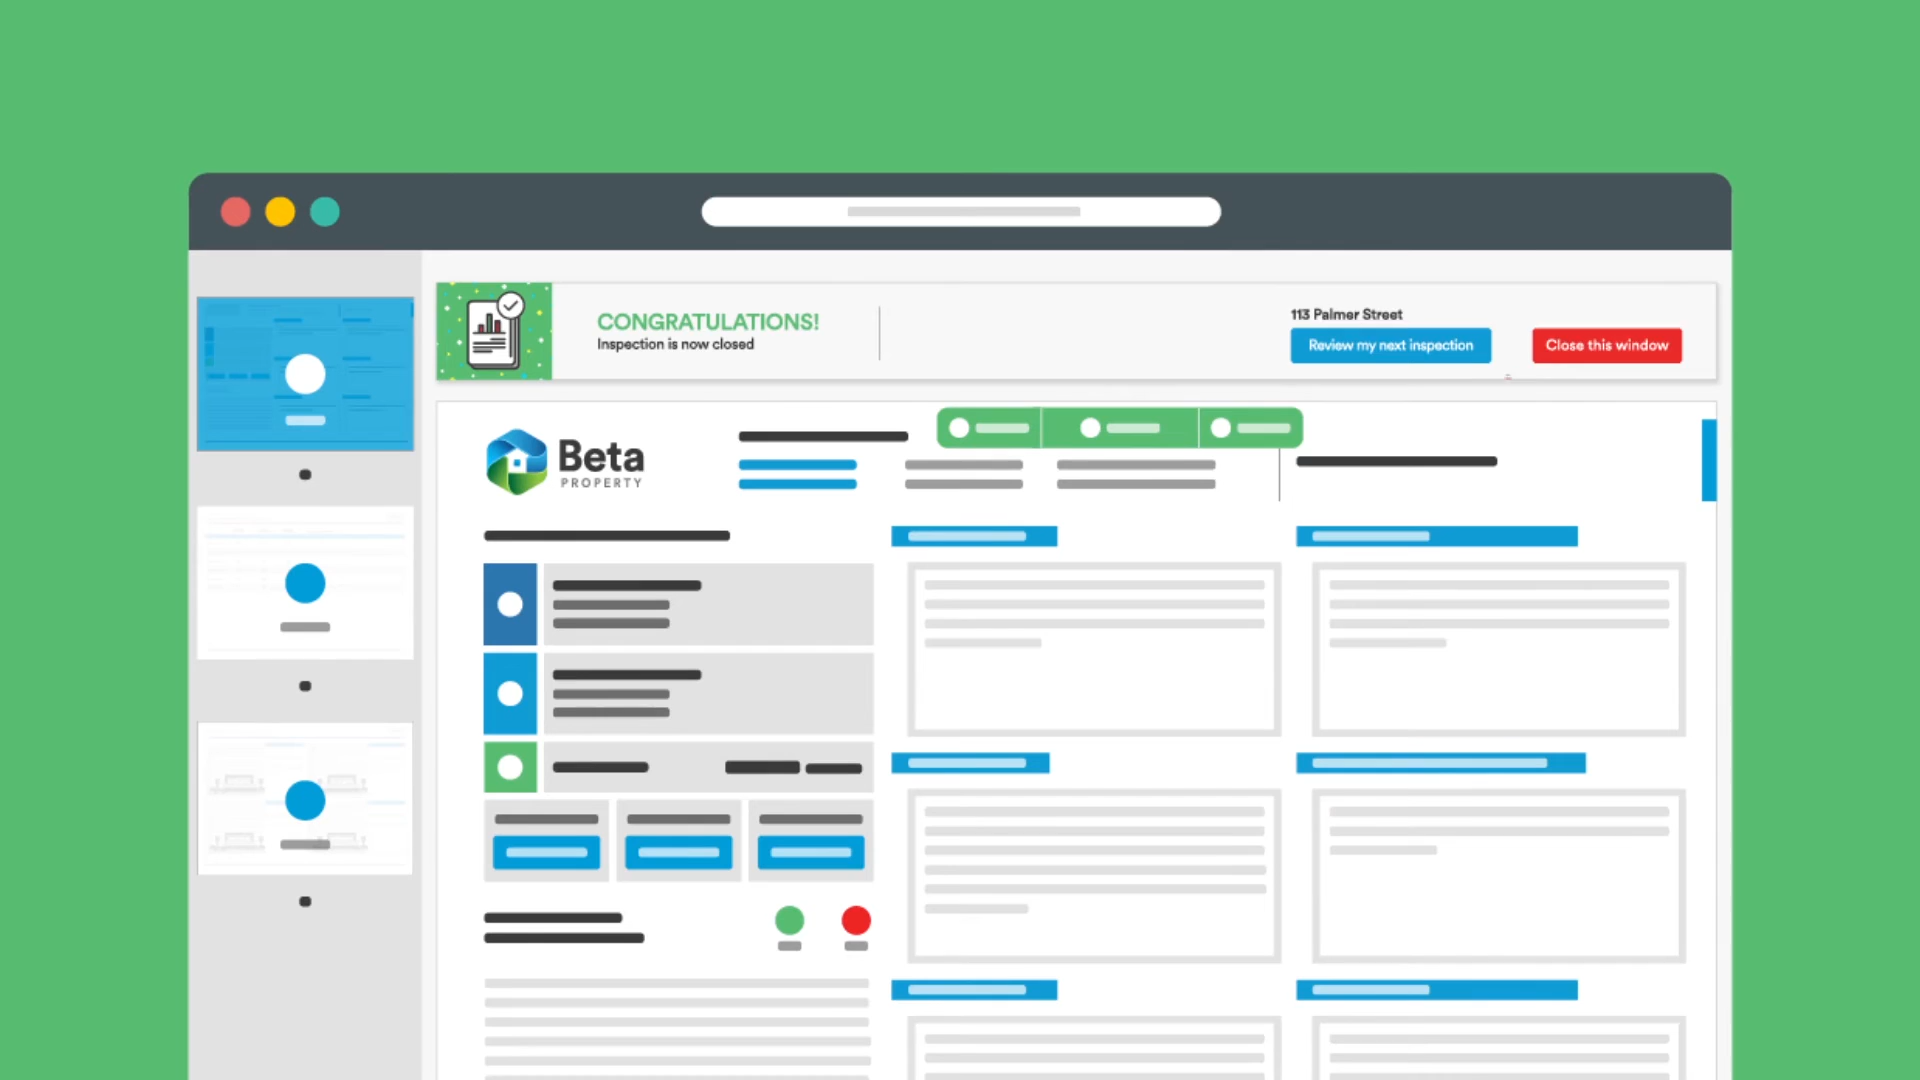 CONGRATULATIONS!
Inspection is now closed
113 Palmer Street
Review my next inspection
Close this window
Beta
PROPERTY